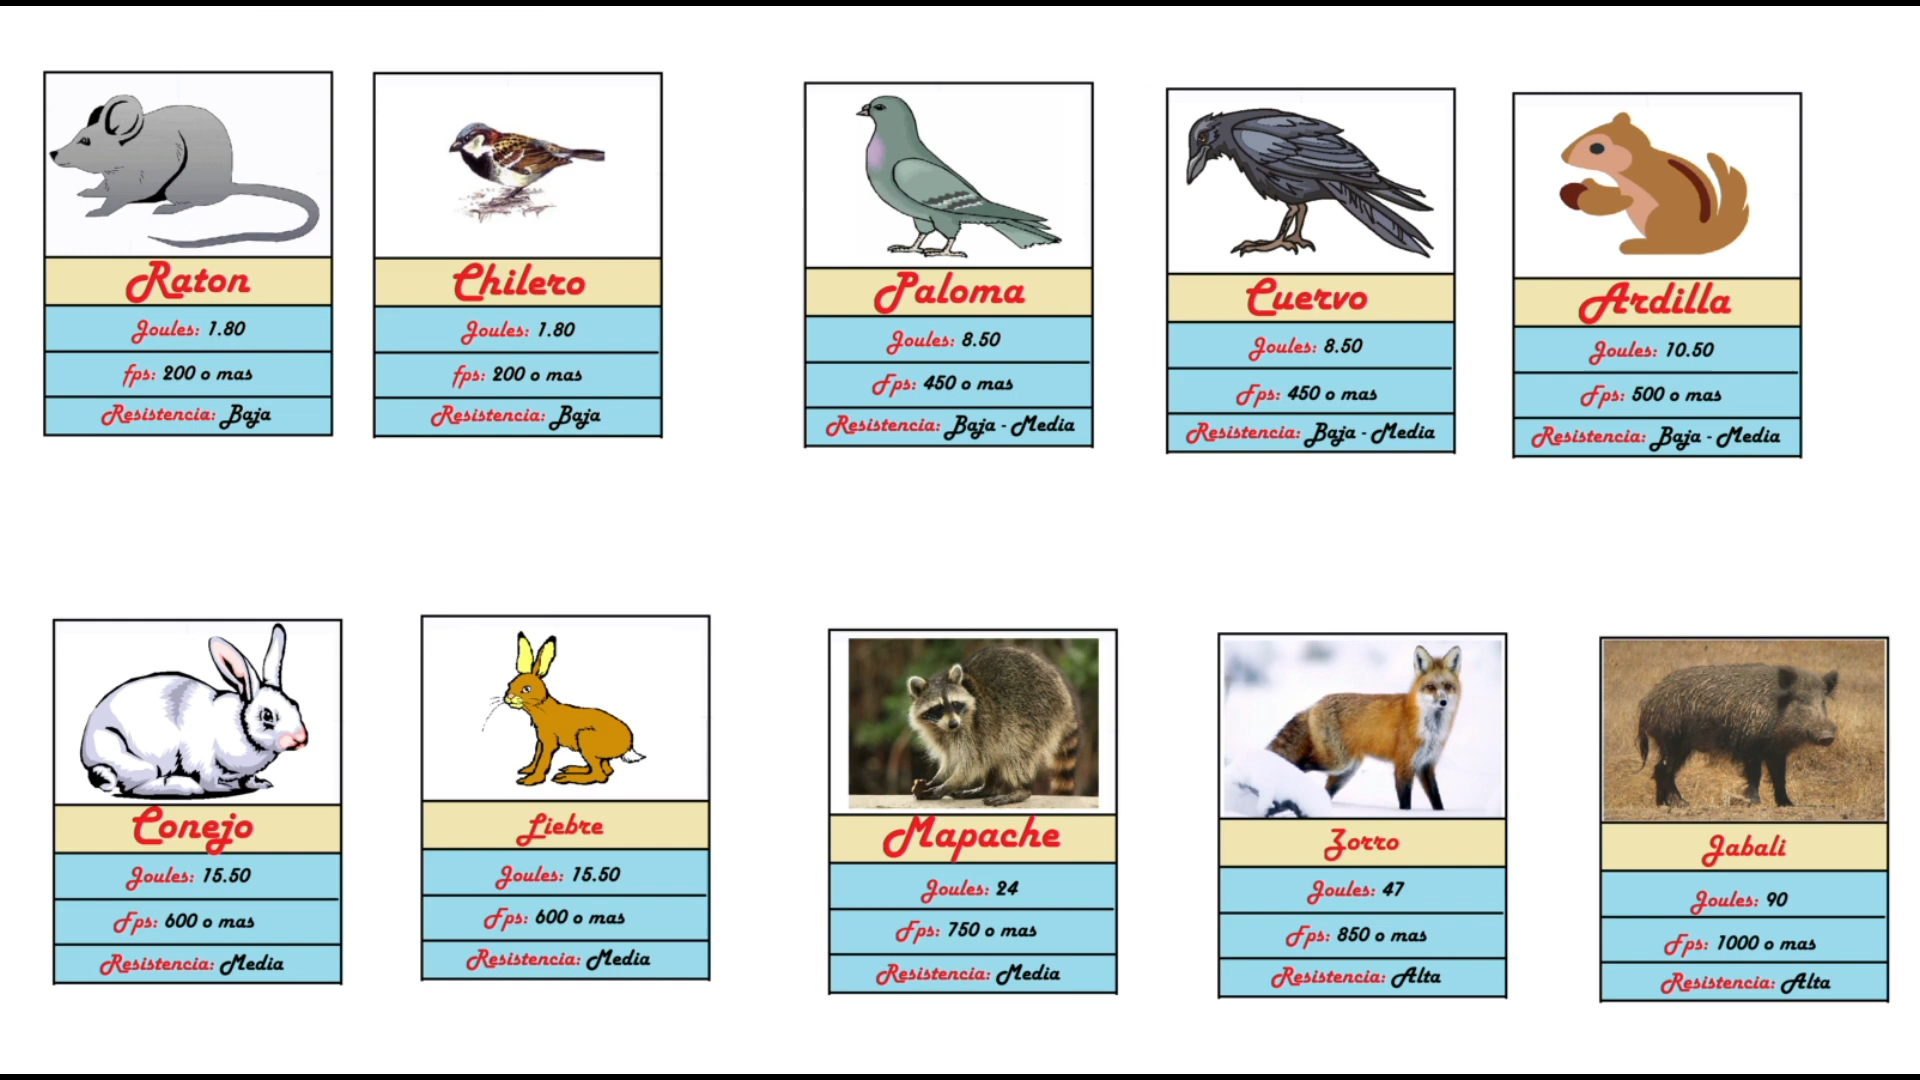 Raton
Joules: 1.80
fps: 200 o mas
Resistencia: Baja
Chilero
Joules: 1.80
fps: 200 o mas
Resistencia: Baja
Paloma
Joules: 8.50
Fps: 450 o mas
Resistencia: Baja - Media
Cuervo
Joules: 8.50
Fps: 450 o mas
Resistencia: Baja - Media
Ardilla
Joules: 10.50
Fps: 500 o mas
Resistencia: Baja - Media
Conejo
Joules: 15.50
Fps: 600 o mas
Resistencia: Media
Liebre
Joules: 15.50
Fps: 600 o mas
Resistencia: Media
Mapache
Joules: 24
Fps: 750 o mas
Resistencia: Media
Zorro
Joules: 47
Fps: 850 o mas
Resistencia: Alta
Jabali
Joules: 90
Fps: 1000 o mas
Resistencia: Alta